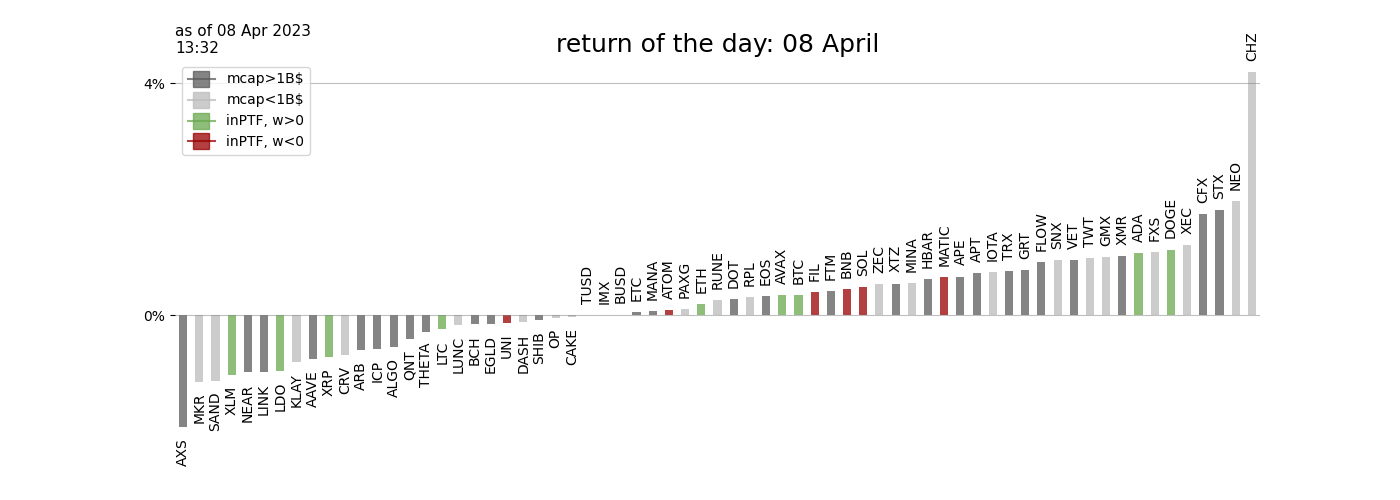 as of 08 Apr 2023
13:32
return of the day: 08 April
mcap>1B$
mcap<1B$
inPTF, w>0
inPTF, w<0
4%
0%
AXS
MKR
SAND
XLM
NEAR
LINK
LDO
KLAY
AAVE
XRP
CRV
ARB
ICP
ALGO
QNT
THETA
LTC
LUNC
BCH
EGLD
UNI
DASH
SHIB
OP
CAKE
TUSD
IMX
BUSD
ETC
MANA
ATOM
PAXG
ETH
RUNE
DOT
RPL
EOS
AVAX
BTC
FIL
FTM
BNB
SOL
ZEC
XTZ
MINA
HBAR
MATIC
APE
APT
IOTA
TRX
GRT
FLOW
SNX
VET
TWT
GMX
XMR
ADA
FXS
DOGE
XEC
CFX
STX
NEO
CHZ